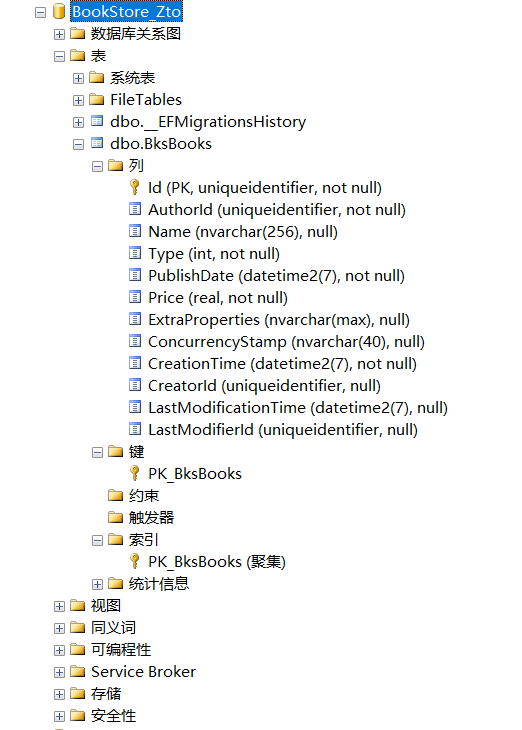 BookStore_Zto
数据库关系图
表
系统表
FileTables
dbo.__EFMigrationsHistory
dbo.BksBooks
列
Id (PK, uniqueidentifier, not null)
AuthorId (uniqueidentifier, not null)
Name (nvarchar(256), null)
Type (int, not null)
PublishDate (datetime2(7), not null)
Price (real, not null)
ExtraProperties (nvarchar(max), null)
ConcurrencyStamp (nvarchar(40), null)
CreationTime (datetime2(7), not null)
CreatorId (uniqueidentifier, null)
LastModificationTime (datetime2(7), null)
LastModifierId (uniqueidentifier, null)
键
PK_BksBooks
约束
触发器
索引
PK_BksBooks (聚集)
统计信息
视图
同义词
可编程性
Service Broker
存储
安全性